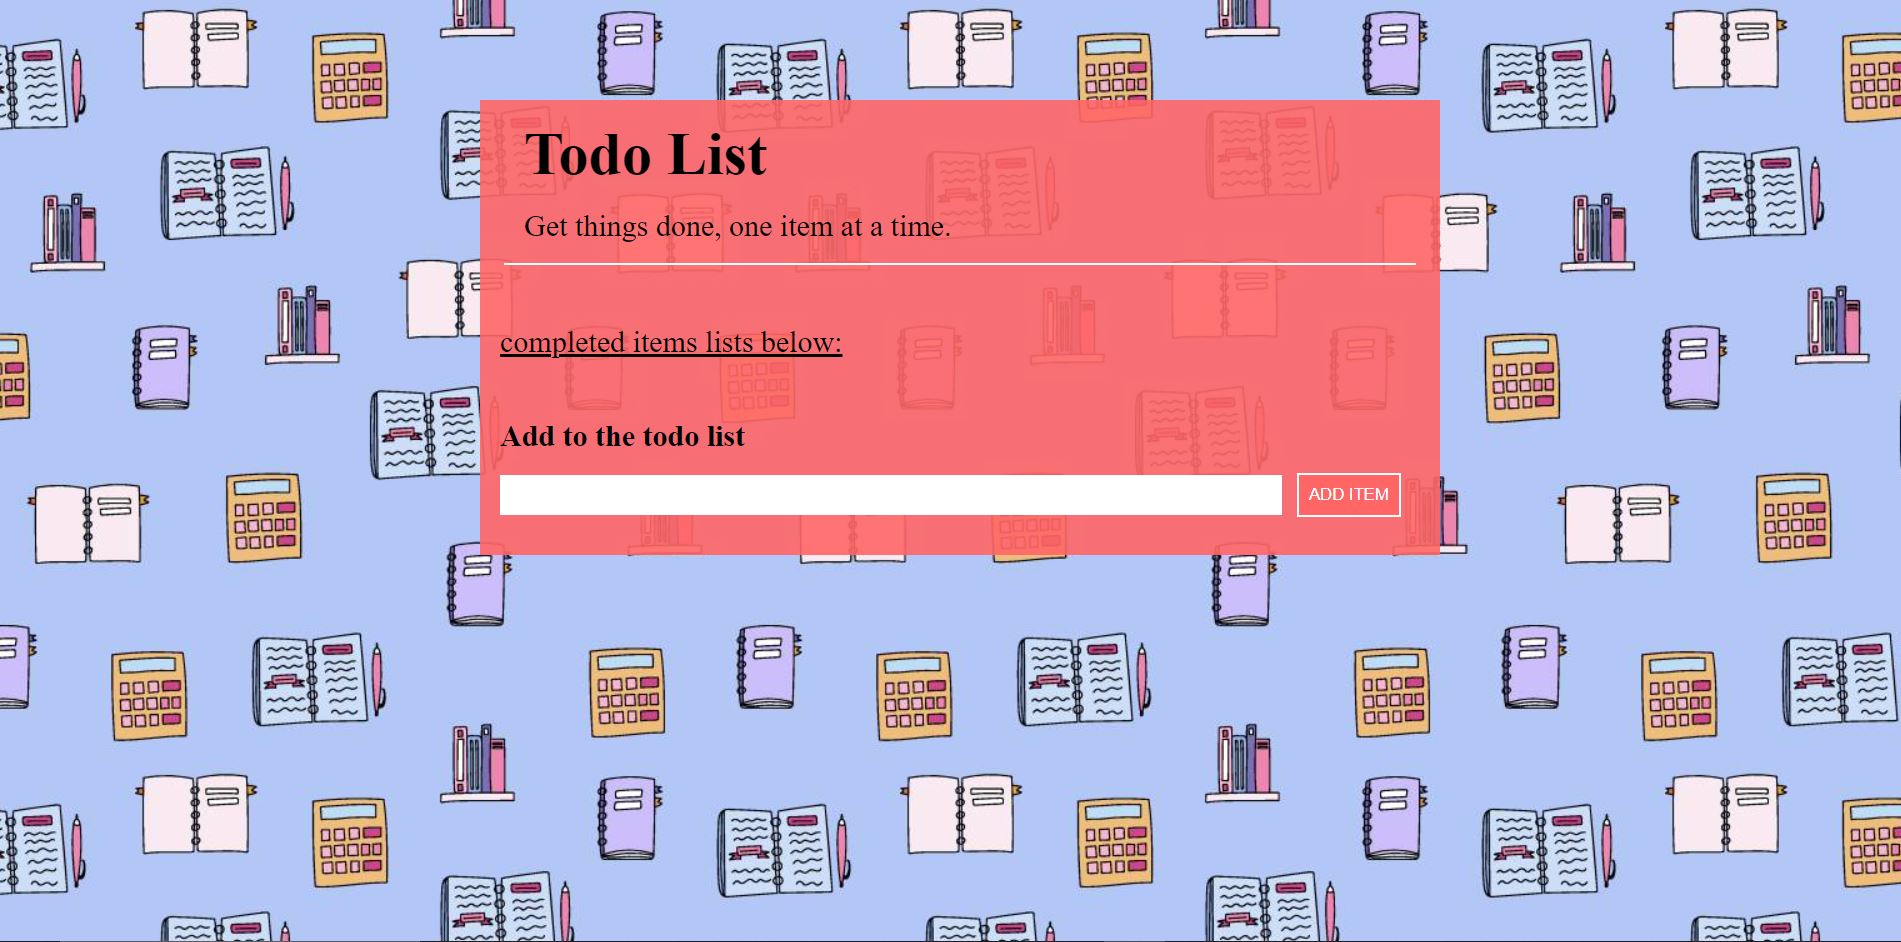 Todo List
Get things done, one item at a time.
completed items lists below:
Add to the todo list
ADD ITEM